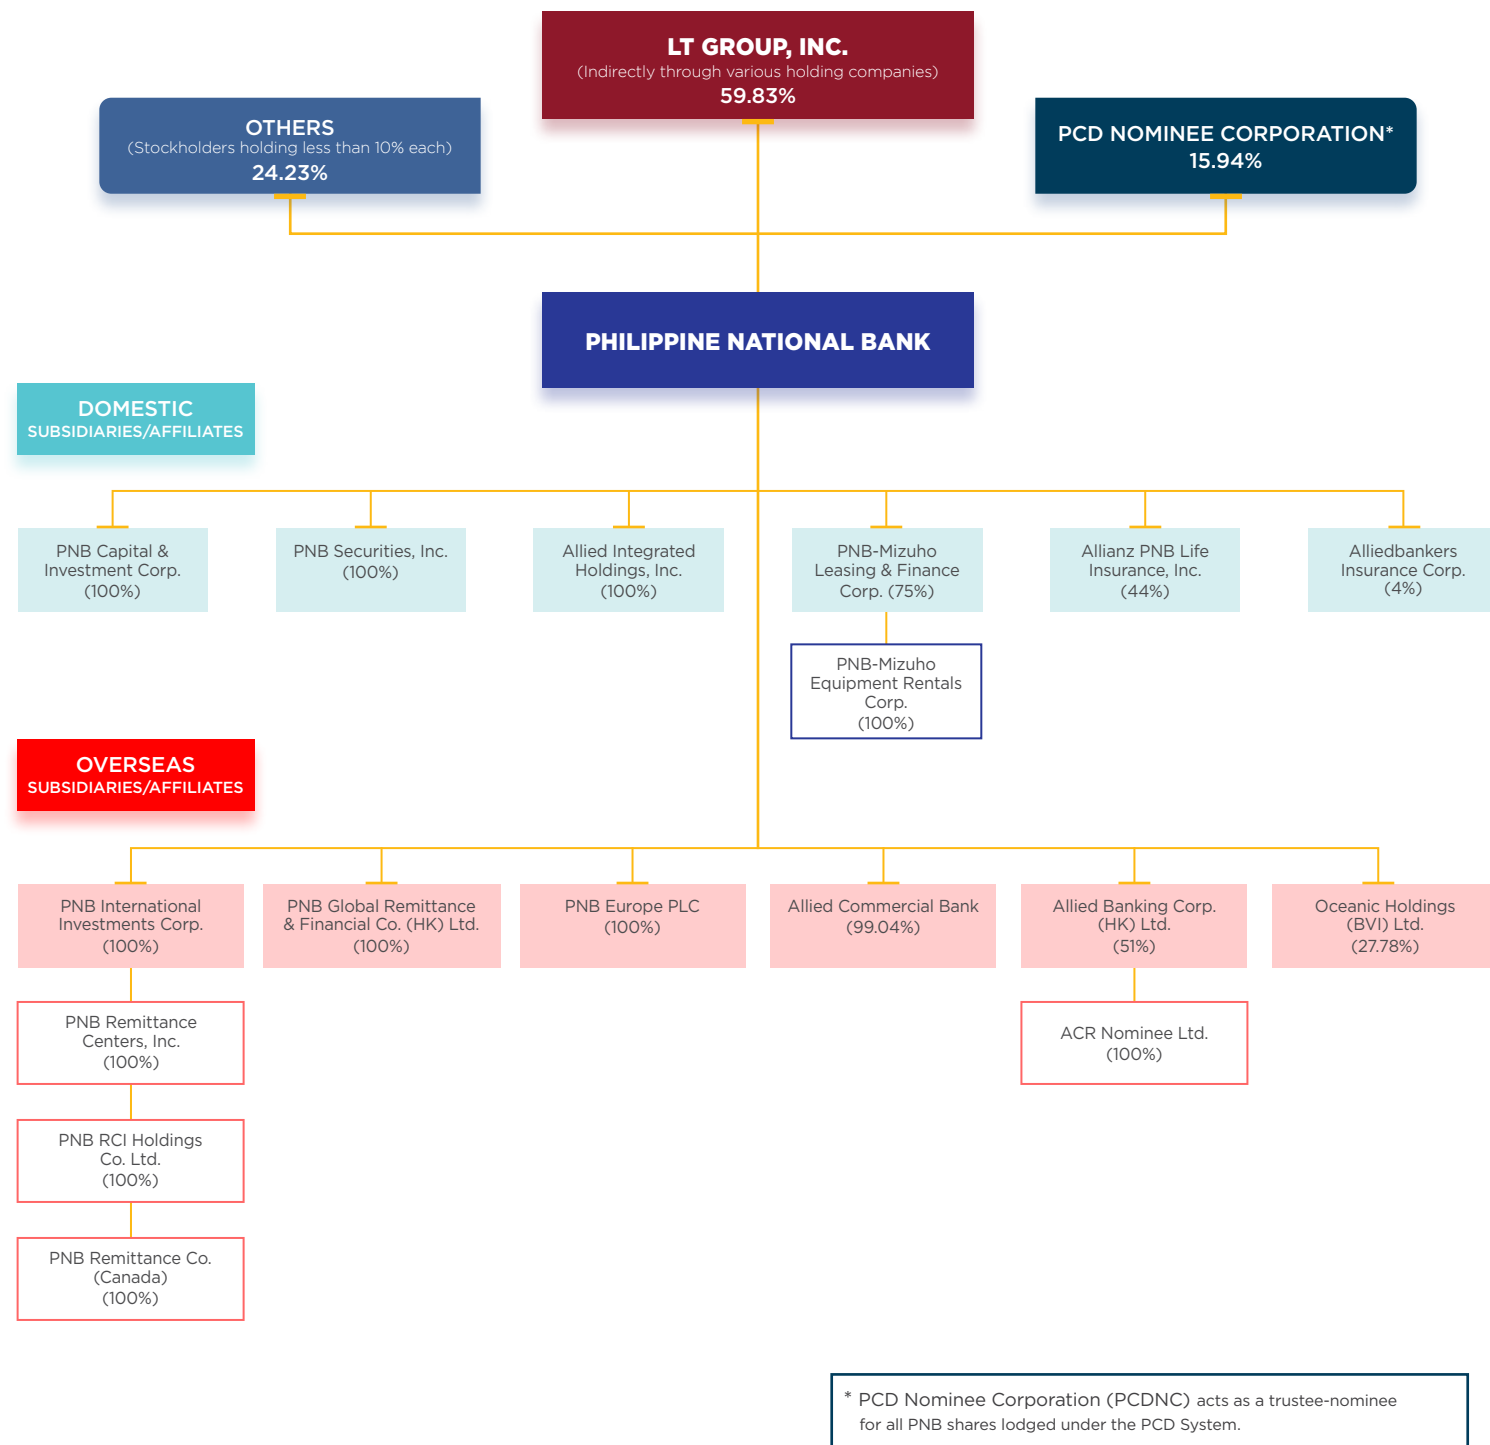 LT GROUP, INC.
(Indirectly through various holding companies)
59.83%
OTHERS
(Stockholders holding less than 10% each)
24.23%
PCD NOMINEE CORPORATION*
15.94%
PHILIPPINE NATIONAL BANK
DOMESTIC
SUBSIDIARIES/AFFILIATES
PNB Capital &
Investment Corp.
(100%)
PNB Securities, Inc.
(100%)
Allied Integrated
Holdings, Inc.
(100%)
PNB-Mizuho
Leasing & Finance
Corp. (75%)
Allianz PNB Life
Insurance, Inc.
(44%)
Alliedbankers
Insurance Corp.
(4%)
PNB-Mizuho
Equipment Rentals
Corp.
(100%)
OVERSEAS
SUBSIDIARIES/AFFILIATES
PNB International
Investments Corp.
(100%)
PNB Global Remittance
& Financial Co. (HK) Ltd.
(100%)
PNB Europe PLC
(100%)
Allied Commercial Bank
(99.04%)
Allied Banking Corp.
(HK) Ltd.
(51%)
Oceanic Holdings
(BVI) Ltd.
(27.78%)
PNB Remittance
Centers, Inc.
(100%)
ACR Nominee Ltd.
(100%)
PNB RCI Holdings
Co. Ltd.
(100%)
PNB Remittance Co.
(Canada)
(100%)
* PCD Nominee Corporation (PCDNC) acts as a trustee-nominee
for all PNB shares lodged under the PCD System.